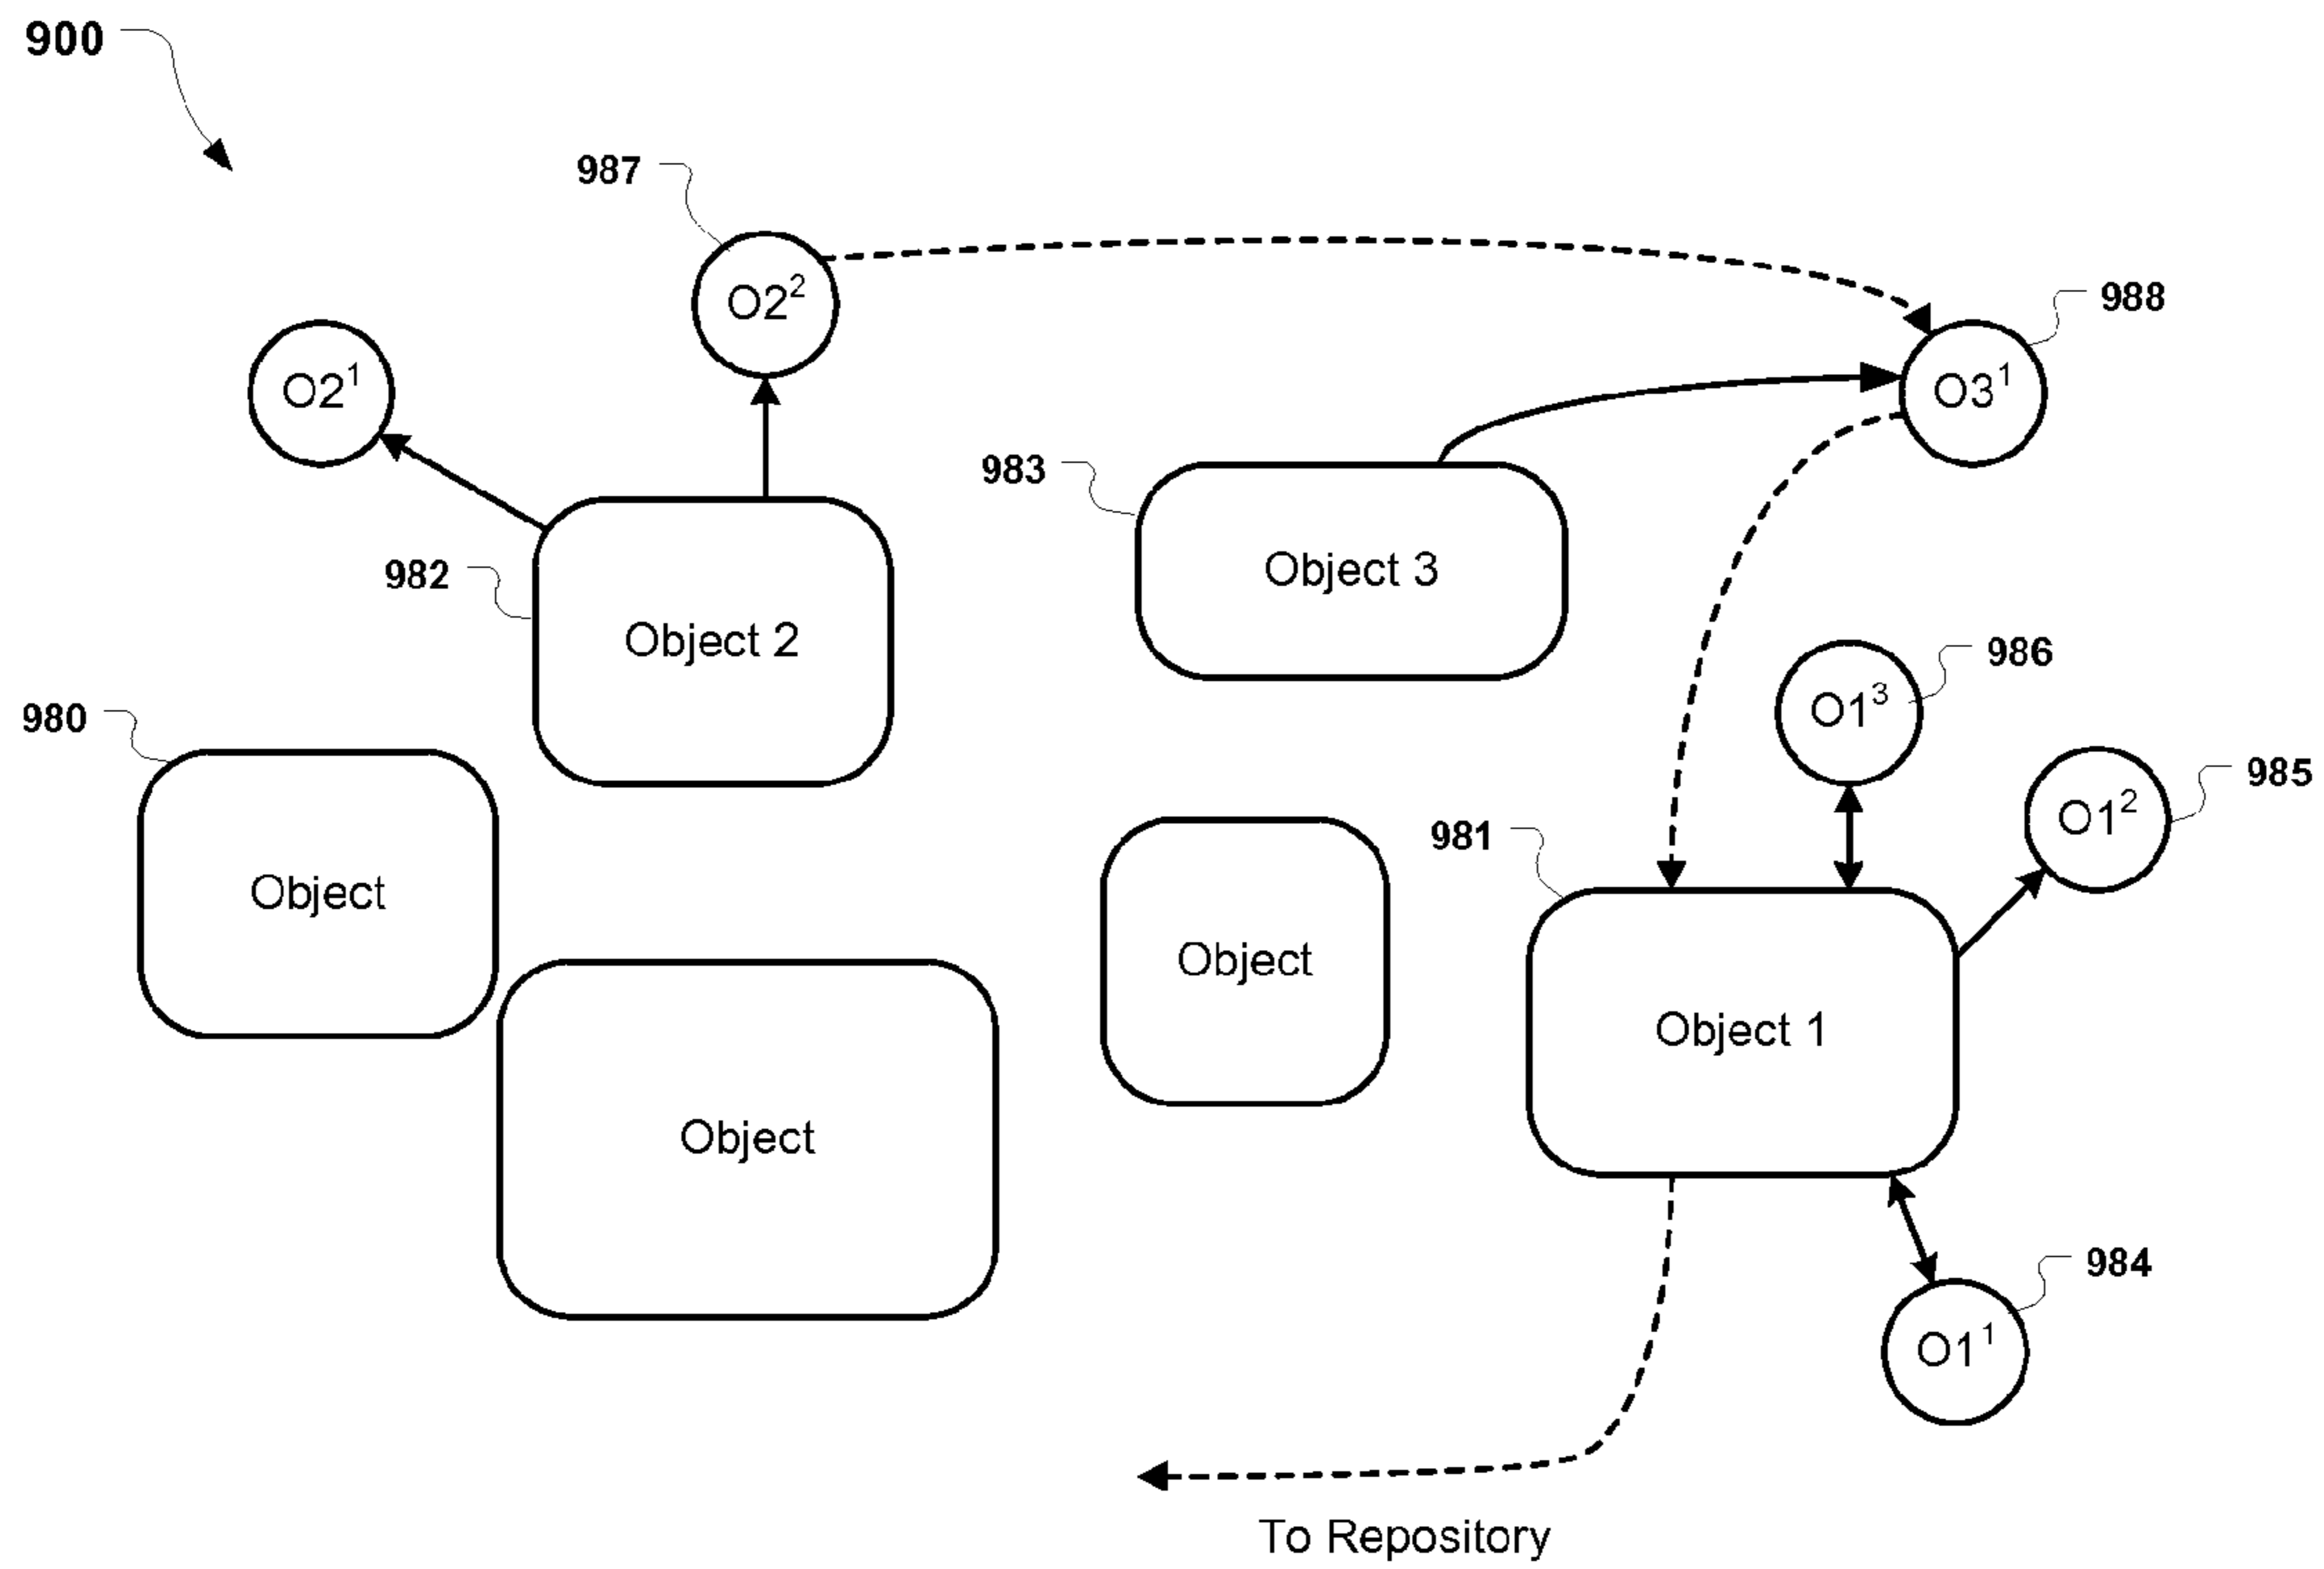 900
987
O2²
988
O2¹
O3¹
983
982
Object 3
Object 2
986
O1³
980
985
O1²
981
Object
Object
Object 1
Object
984
O1¹
To Repository